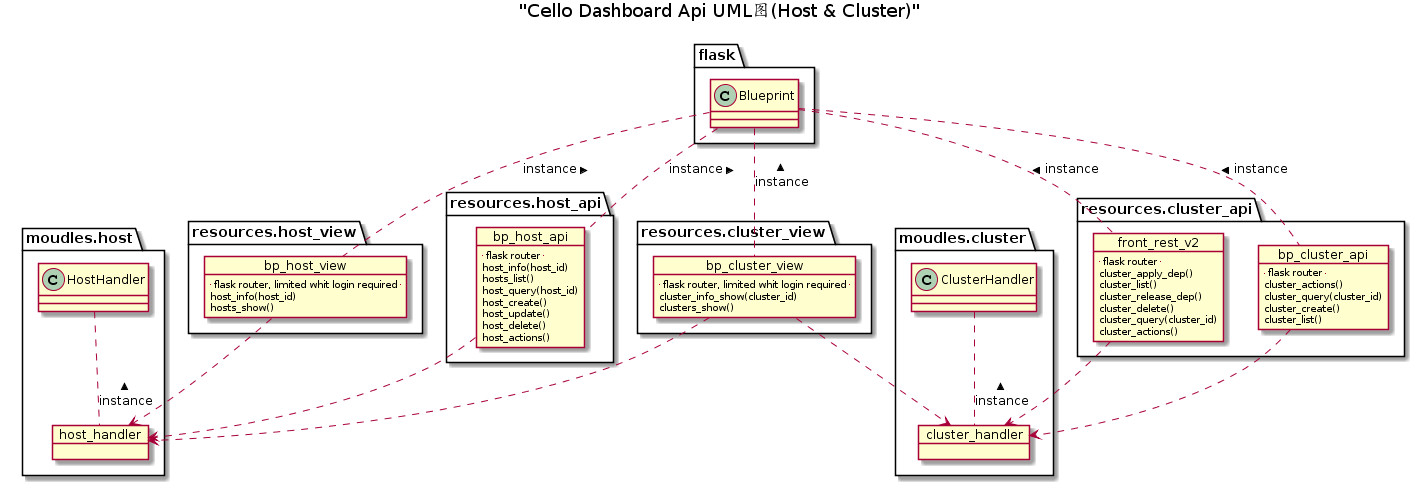 "Cello Dashboard Api UML图(Host & Cluster)"
flask
C Blueprint
instance ▶
instance ▶
▲
instance
◀ instance
◀ instance
moudles.host
C HostHandler
▲
instance
host_handler
resources.host_view
bp_host_view
flask router, limited whit login required
host_info(host_id)
hosts_show()
resources.host_api
bp_host_api
flask router
host_info(host_id)
hosts_list()
host_query(host_id)
host_create()
host_update()
host_delete()
host_actions()
resources.cluster_view
bp_cluster_view
flask router, limited whit login required
cluster_info_show(cluster_id)
clusters_show()
moudles.cluster
C ClusterHandler
▲
instance
cluster_handler
resources.cluster_api
front_rest_v2
flask router
cluster_apply_dep()
cluster_list()
cluster_release_dep()
cluster_delete()
cluster_query(cluster_id)
cluster_actions()
bp_cluster_api
flask router
cluster_actions()
cluster_query(cluster_id)
cluster_create()
cluster_list()